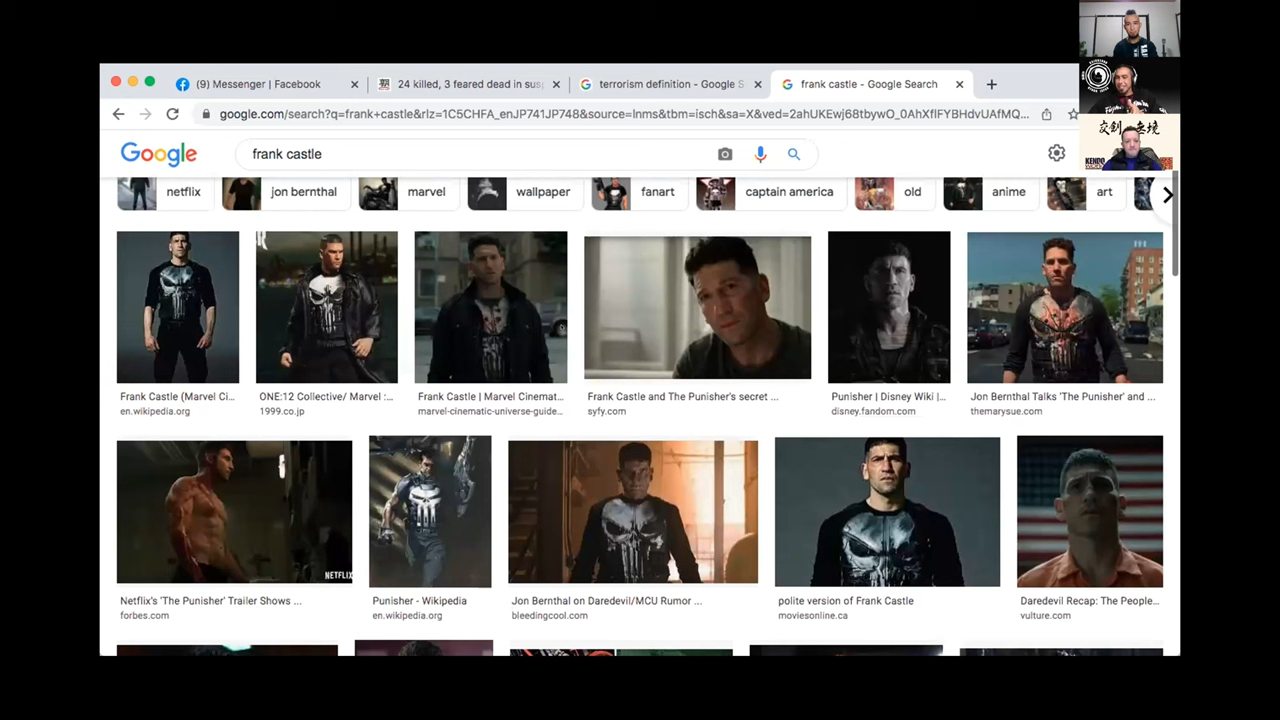 (9) Messenger | Facebook
24 killed, 3 feared dead in sus
terrorism definition - Google S
frank castle - Google Search
google.com/search?q=frank+castle&rlz=1C5CHFA_enJP741JP748&source=lnms&tbm=isch&sa=X&ved=2ahUKEwj68tbywO_0AhXflFYBHdvUAfMQ...
Google
frank castle
交剣無境
KENDO
netflix
jon bernthal
marvel
wallpaper
fanart
captain america
old
anime
art
Frank Castle (Marvel Ci...
en.wikipedia.org
ONE:12 Collective/ Marvel :...
1999.co.jp
Frank Castle | Marvel Cinemat...
marvel-cinematic-universe-guide...
Frank Castle and The Punisher's secret ...
syfy.com
Punisher | Disney Wiki |...
disney.fandom.com
Jon Bernthal Talks 'The Punisher' and ...
themarysue.com
NETFLIX
Netflix's 'The Punisher' Trailer Shows ...
forbes.com
Punisher - Wikipedia
en.wikipedia.org
Jon Bernthal on Daredevil/MCU Rumor ...
bleedingcool.com
polite version of Frank Castle
moviesonline.ca
Daredevil Recap: The People...
vulture.com